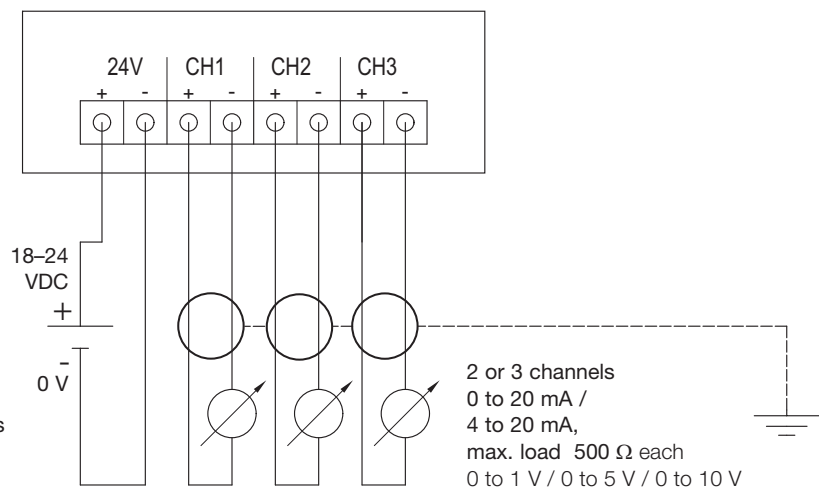 24V CH1 CH2 CH3
+ - + - + - + -
18–24
VDC
+
-
0 V
s
2 or 3 channels
0 to 20 mA /
4 to 20 mA,
max. load 500 Ω each
0 to 1 V / 0 to 5 V / 0 to 10 V